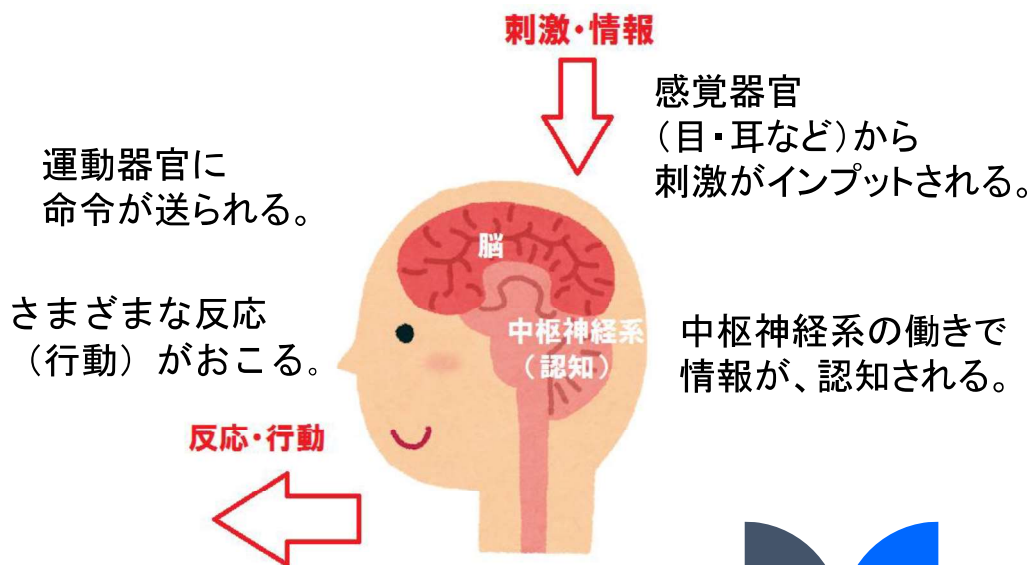 刺激・情報
感覚器官
（目・耳など）から
刺激がインプットされる。
運動器官に
命令が送られる。
脳
中枢神経系
（認知）
中枢神経系の働きで
情報が、認知される。
さまざまな反応
（行動）がおこる。
反応・行動